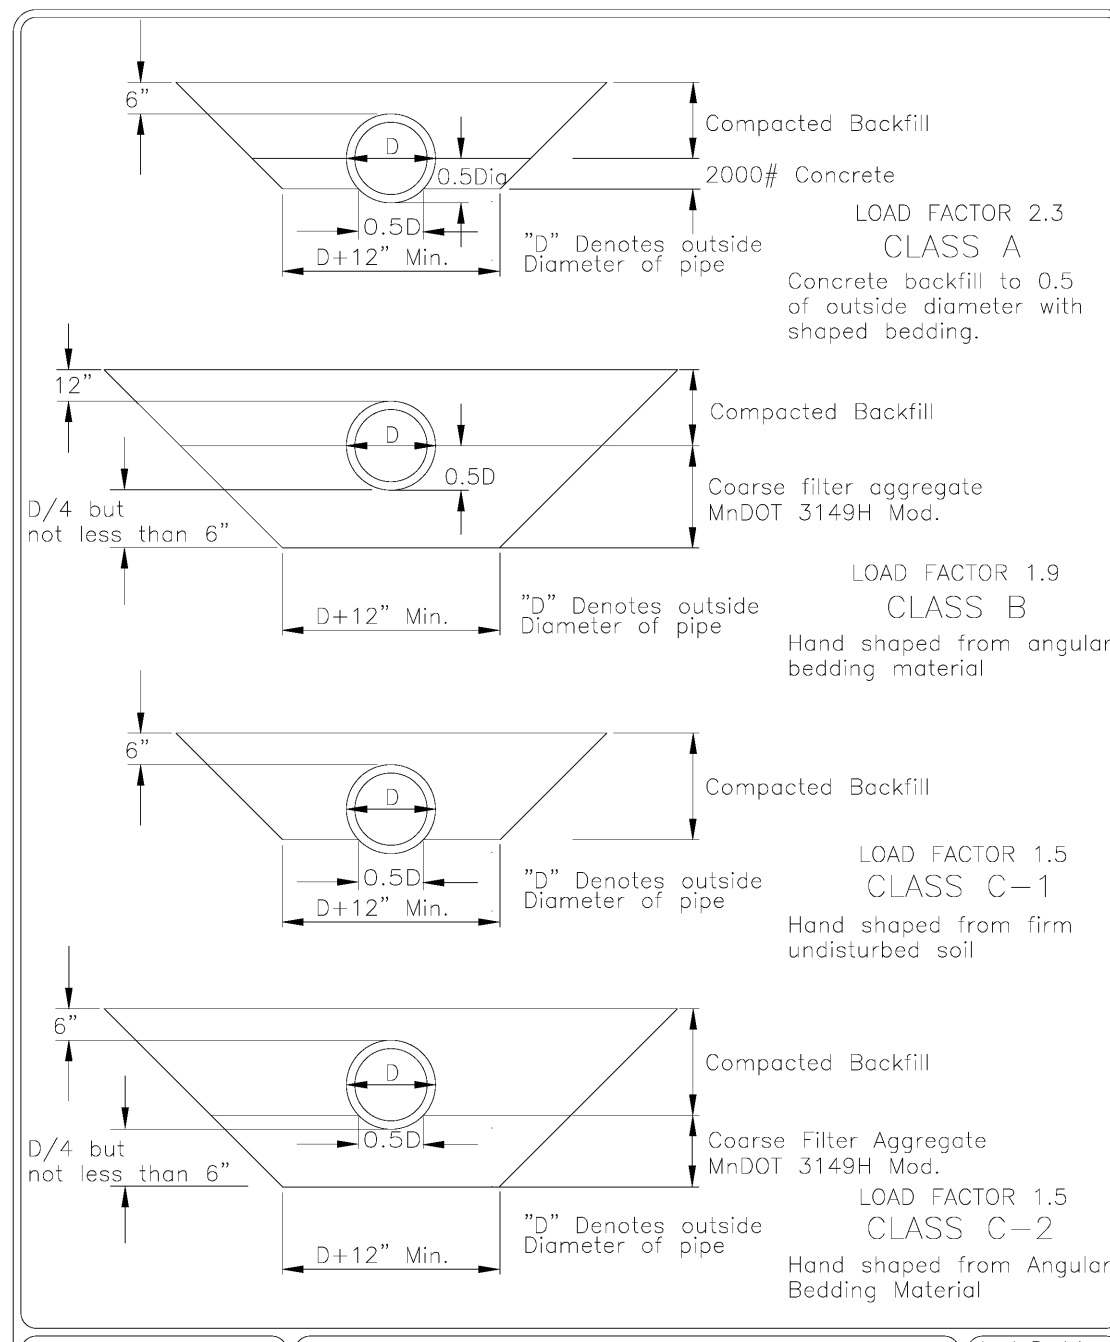 6"
D
Compacted Backfill
0.5Dia
2000# Concrete
0.5D
D+12" Min.
"D" Denotes outside
Diameter of pipe
LOAD FACTOR 2.3
CLASS A
Concrete backfill to 0.5
of outside diameter with
shaped bedding.
12"
D
Compacted Backfill
0.5D
D/4 but
not less than 6"
Coarse filter aggregate
MnDOT 3149H Mod.
D+12" Min.
"D" Denotes outside
Diameter of pipe
LOAD FACTOR 1.9
CLASS B
Hand shaped from angular
bedding material
6"
D
Compacted Backfill
0.5D
D+12" Min.
"D" Denotes outside
Diameter of pipe
LOAD FACTOR 1.5
CLASS C-1
Hand shaped from firm
undisturbed soil
6"
D
Compacted Backfill
0.5D
D/4 but
not less than 6"
Coarse Filter Aggregate
MnDOT 3149H Mod.
D+12" Min.
"D" Denotes outside
Diameter of pipe
LOAD FACTOR 1.5
CLASS C-2
Hand shaped from Angular
Bedding Material